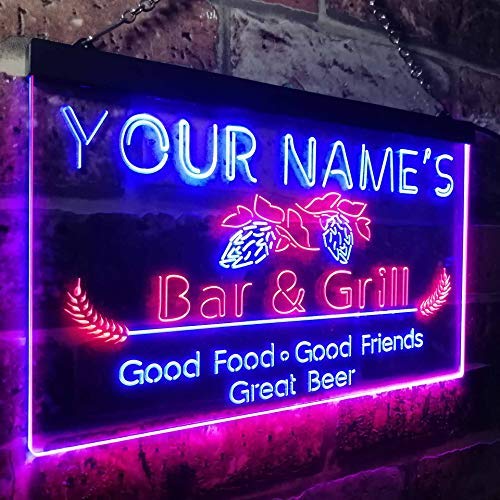 YOUR NAME'S
Bar & Grill
Good Food • Good Friends
Great Beer